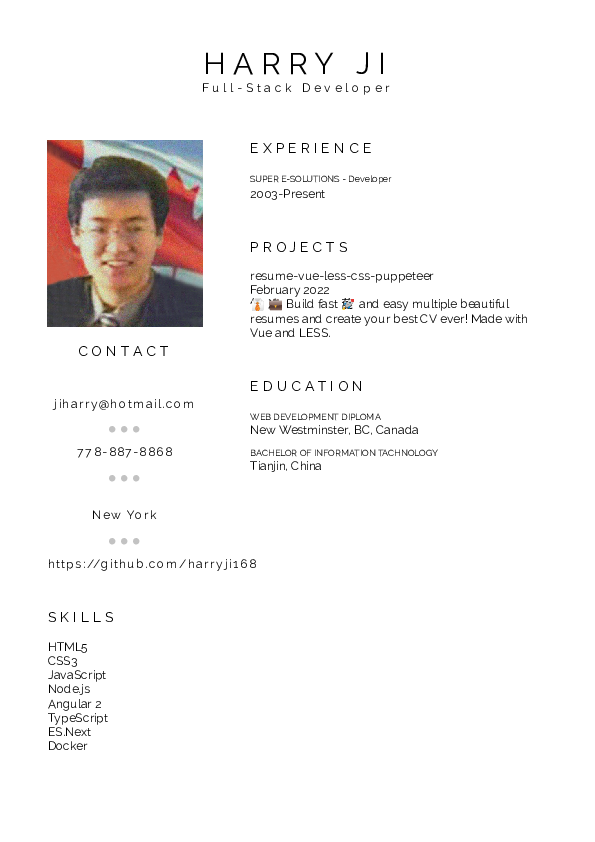 HARRY JI
Full-Stack Developer
CONTACT
jiharry@hotmail.com
778-887-8868
New York
https://github.com/harryji168
SKILLS
HTML5
CSS3
JavaScript
Node.js
Angular 2
TypeScript
ES.Next
Docker
EXPERIENCE
SUPER E-SOLUTIONS - Developer
2003-Present
PROJECTS
resume-vue-less-css-puppeteer
February 2022
👔 💼 Build fast 🎨 and easy multiple beautiful
resumes and create your best CV ever! Made with
Vue and LESS.
EDUCATION
WEB DEVELOPMENT DIPLOMA
New Westminster, BC, Canada
BACHELOR OF INFORMATION TACHNOLOGY
Tianjin, China